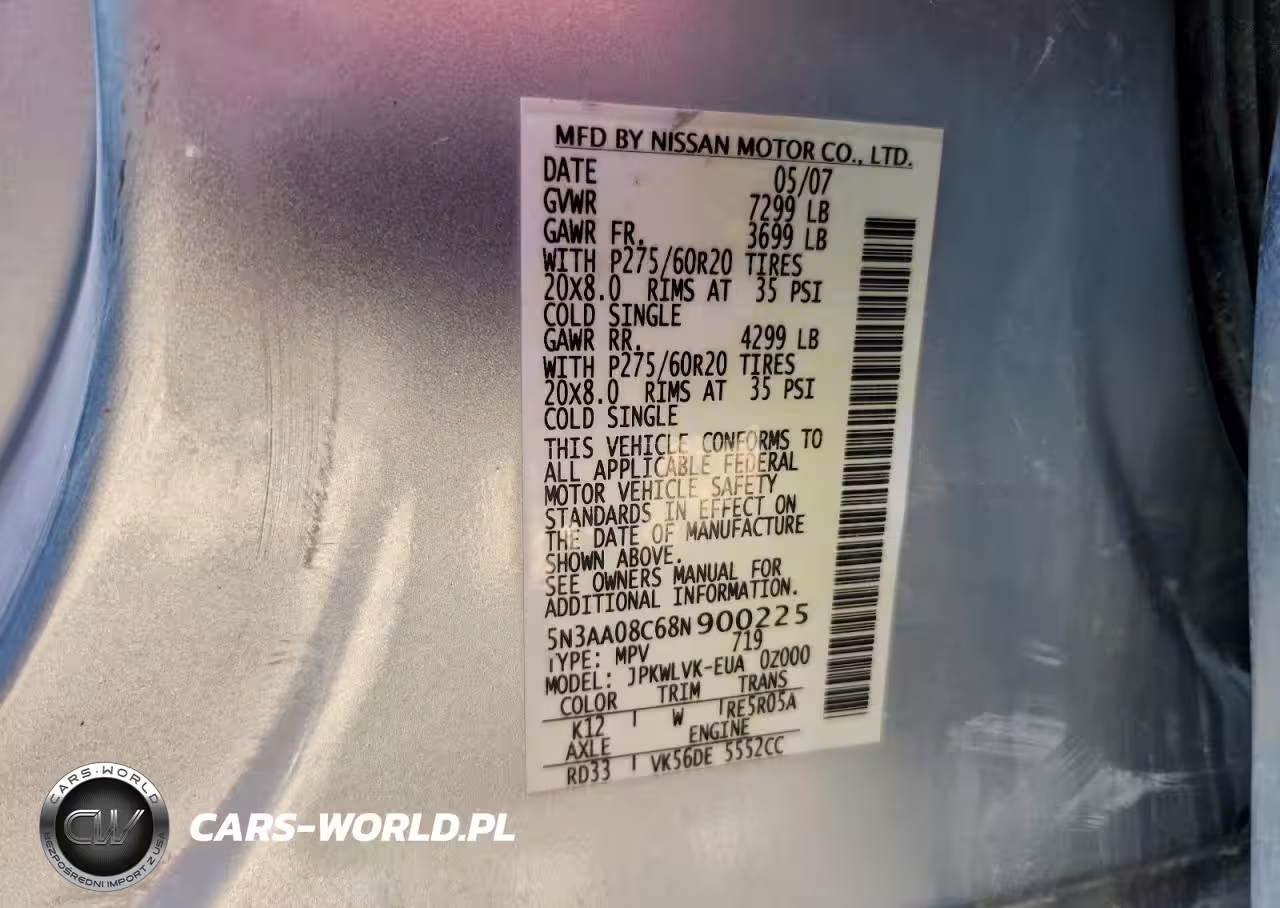 MFD BY NISSAN MOTOR CO., LTD.
DATE 05/07
GVWR 7299 LB
GAWR FR. 3699 LB
WITH P275/60R20 TIRES
20X8.0 RIMS AT 35 PSI
COLD SINGLE
GAWR RR. 4299 LB
WITH P275/60R20 TIRES
20X8.0 RIMS AT 35 PSI
COLD SINGLE
THIS VEHICLE CONFORMS TO
ALL APPLICABLE FEDERAL
MOTOR VEHICLE SAFETY
STANDARDS IN EFFECT ON
THE DATE OF MANUFACTURE
SHOWN ABOVE.
SEE OWNERS MANUAL FOR
ADDITIONAL INFORMATION.
5N3AA08C68N900225
TYPE: MPV 719
MODEL: JPKWLVK-EUA 0Z000
COLOR TRIM TRANS
K12 W RE5R05A
AXLE ENGINE
RD33 VK56DE 5552CC
CARS-WORLD
CW
BEZPOŚREDNI IMPORT Z USA
CARS-WORLD.PL